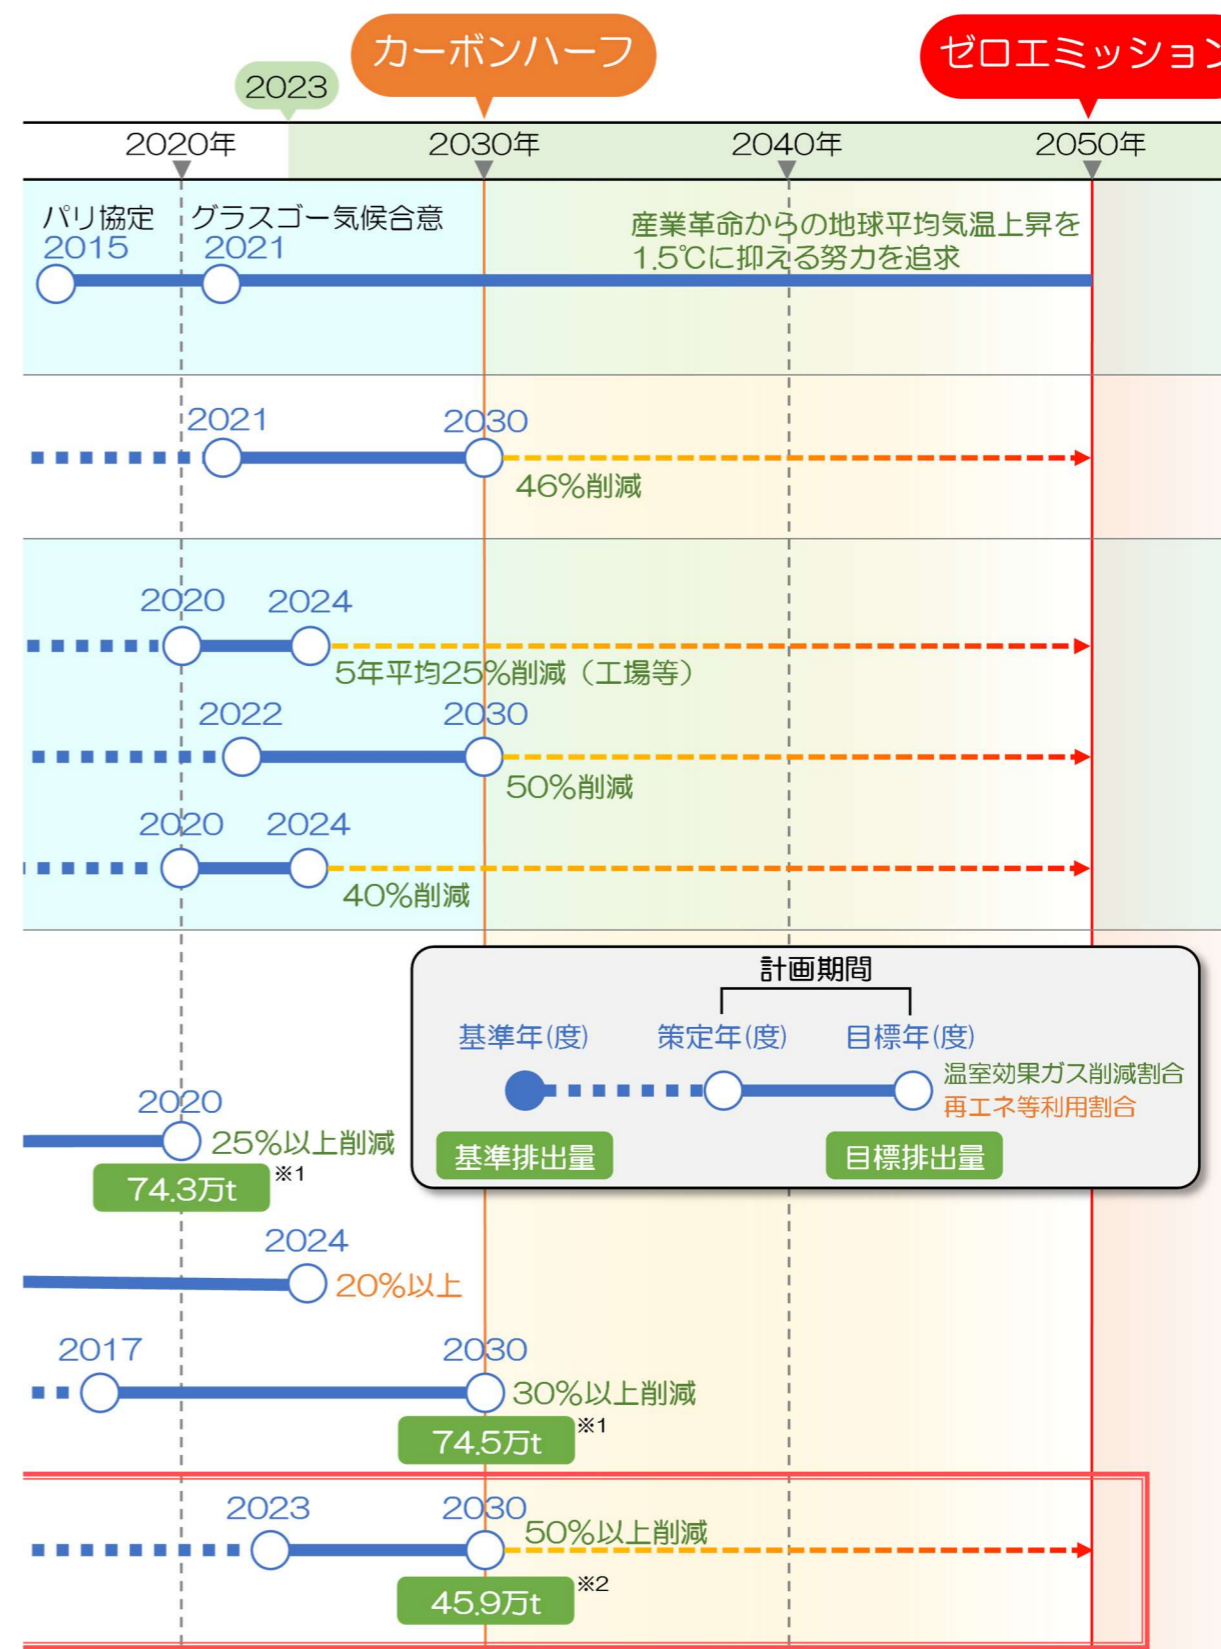 カーボンハーフ
ゼロエミッション
2023
2020年
2030年
2040年
2050年
パリ協定
グラスゴー気候合意
2015
2021
産業革命からの地球平均気温上昇を
1.5℃に抑える努力を追求
2021
2030
46%削減
2020
2024
5年平均25%削減（工場等）
2022
2030
50%削減
2020
2024
40%削減
計画期間
基準年(度)
策定年(度)
目標年(度)
温室効果ガス削減割合
再エネ等利用割合
基準排出量
目標排出量
2020
25%以上削減
74.3万t
※1
2024
20%以上
2017
2030
30%以上削減
74.5万t
※1
2023
2030
50%以上削減
45.9万t
※2